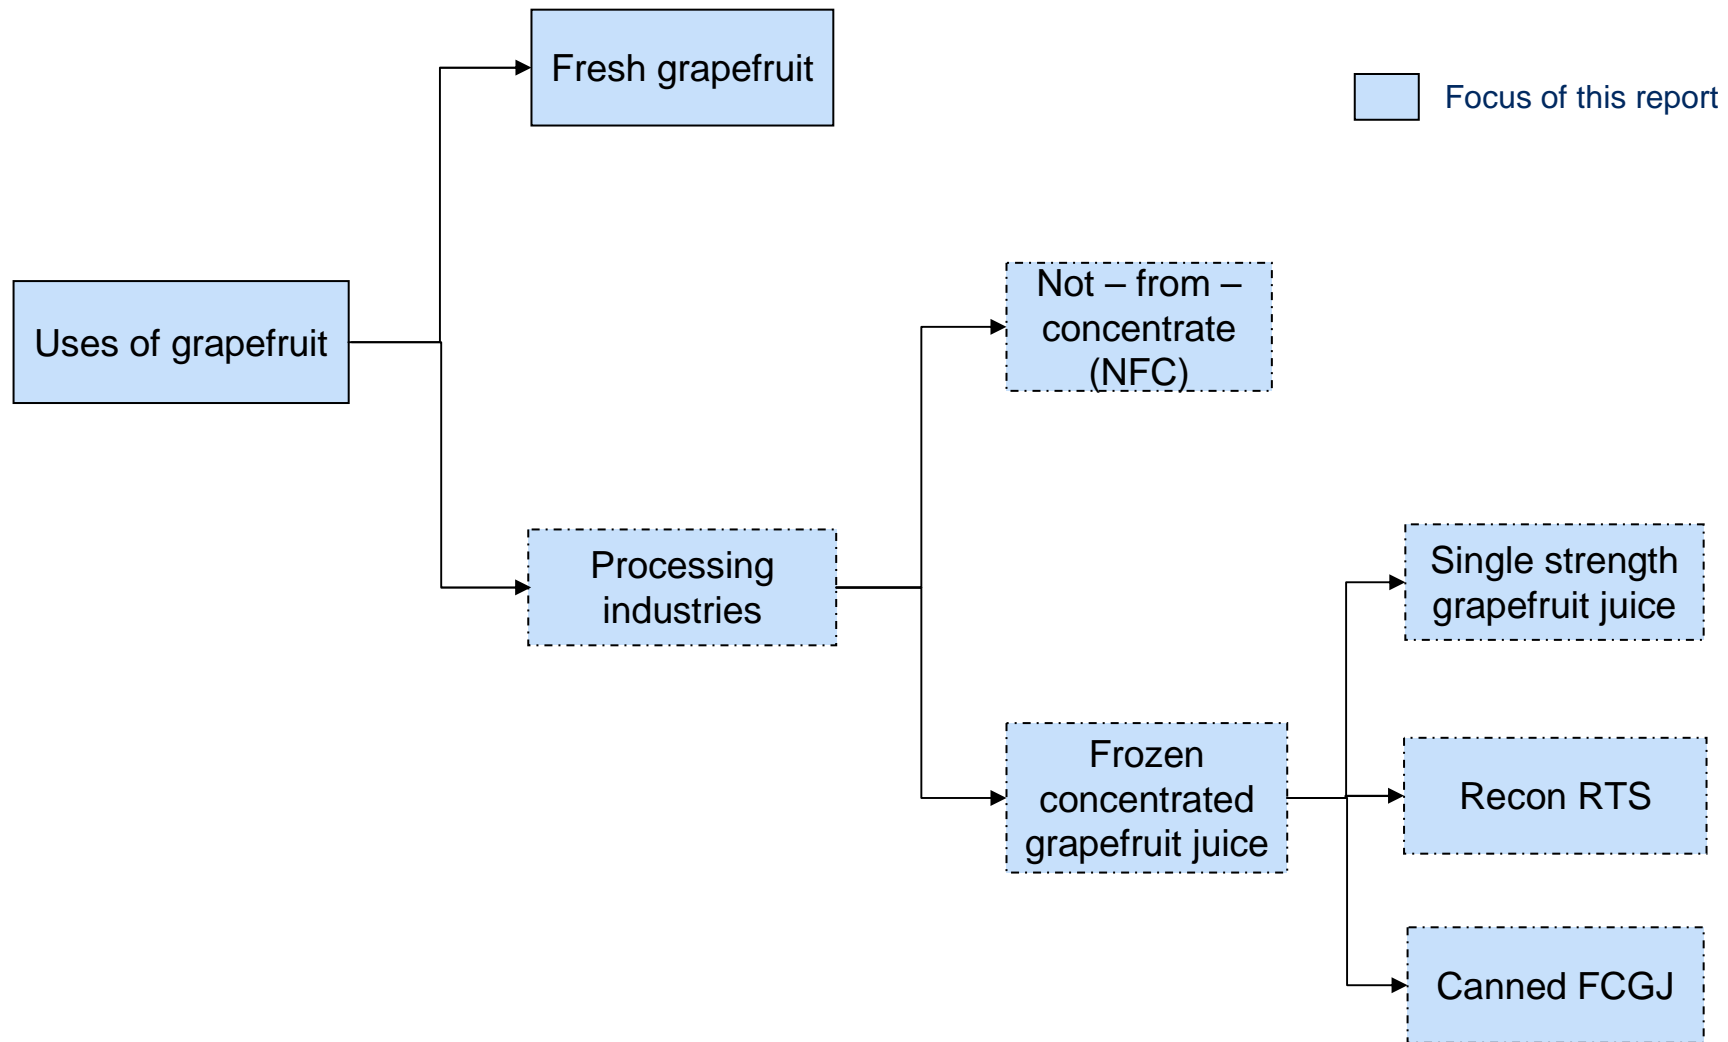 Fresh grapefruit
Focus of this report
Uses of grapefruit
Not – from –
concentrate
(NFC)
Processing
industries
Single strength
grapefruit juice
Frozen
concentrated
grapefruit juice
Recon RTS
Canned FCGJ